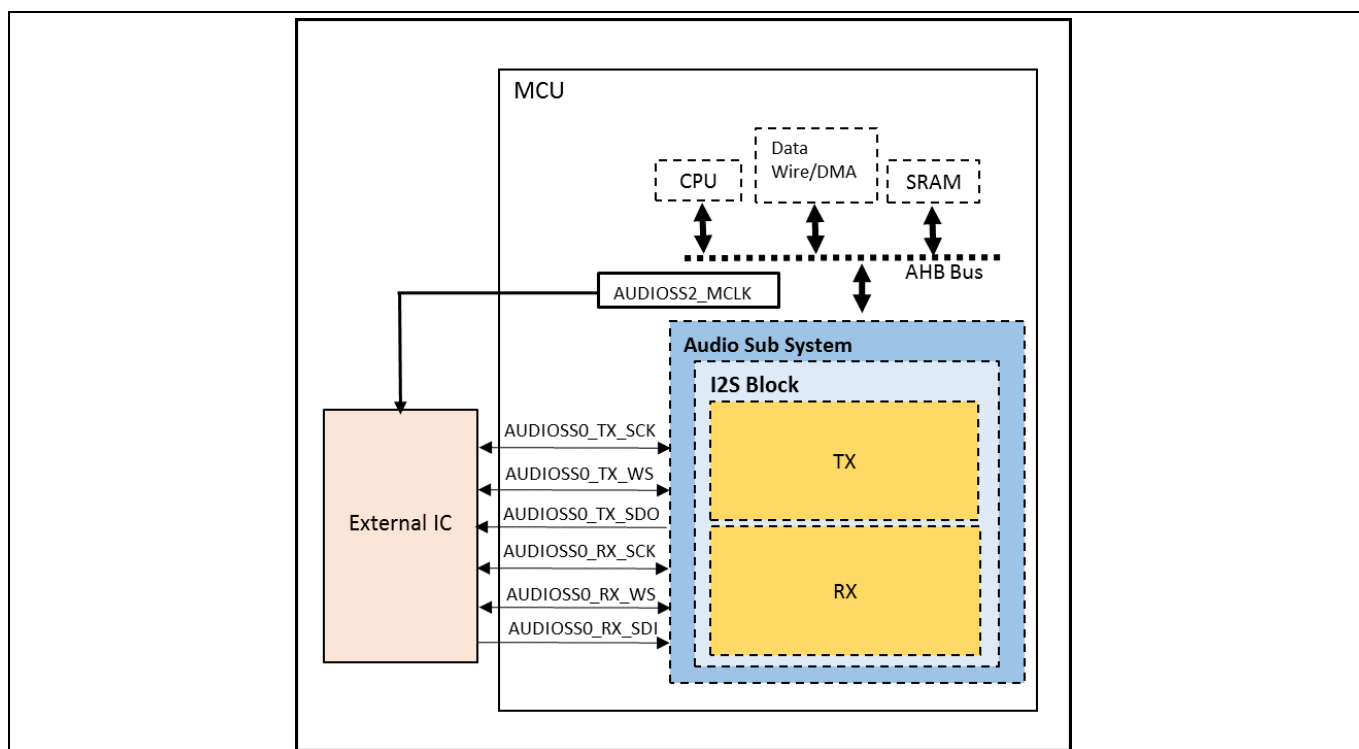 MCU
Data
Wire/DMA
CPU
SRAM
AHB Bus
AUDIOSS2_MCLK
Audio Sub System
I2S Block
AUDIOSS0_TX_SCK
TX
AUDIOSS0_TX_WS
AUDIOSS0_TX_SDO
External IC
AUDIOSS0_RX_SCK
RX
AUDIOSS0_RX_WS
AUDIOSS0_RX_SDI